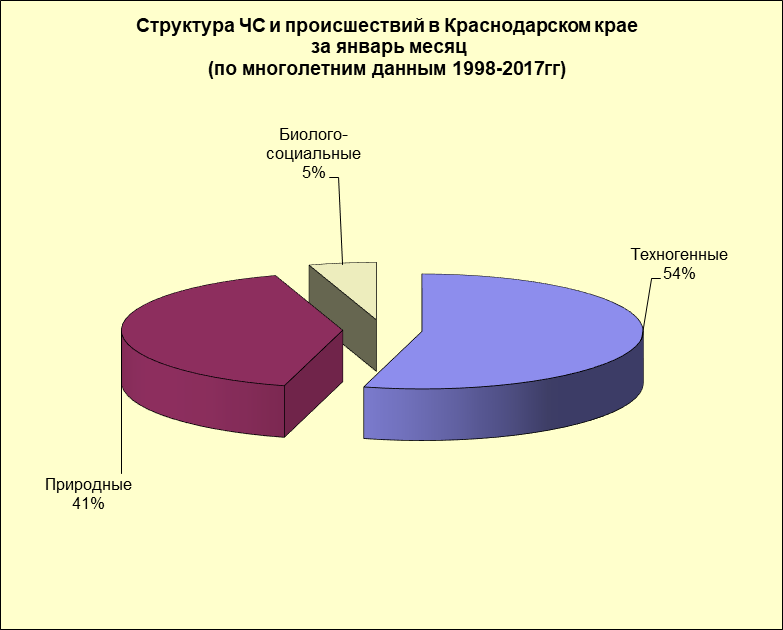 Структура ЧС и происшествий в Краснодарском крае
за январь месяц
(по многолетним данным 1998-2017гг)
Биолого-
социальные
5%
Техногенные
54%
Природные
41%